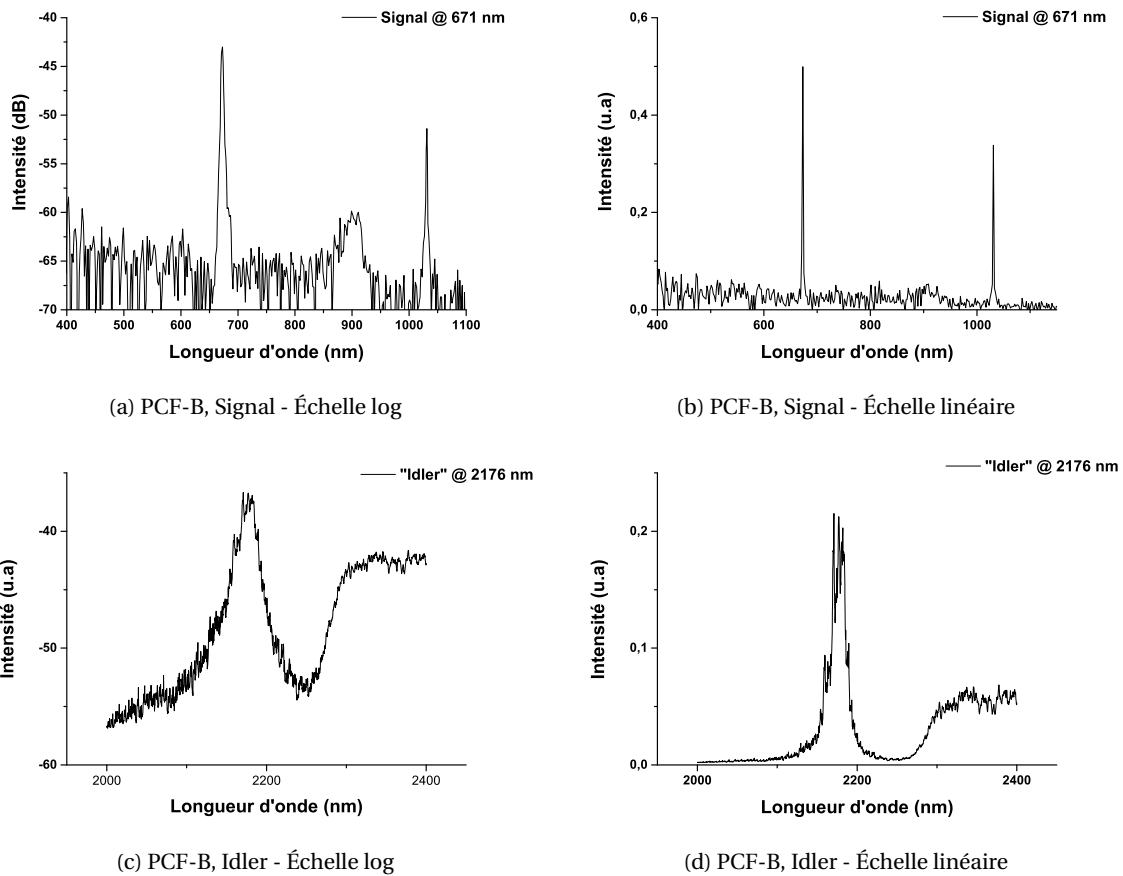 Signal @ 671 nm
Intensité (dB)
-40
-45
-50
-55
-60
-65
-70
400 500 600 700 800 900 1000 1100
Longueur d'onde (nm)
(a) PCF-B, Signal - Échelle log
Signal @ 671 nm
Intensité (u.a)
0,6
0,4
0,2
0,0
400 600 800 1000
Longueur d'onde (nm)
(b) PCF-B, Signal - Échelle linéaire
"Idler" @ 2176 nm
Intensité (u.a)
-40
-50
-60
2000 2200 2400
Longueur d'onde (nm)
(c) PCF-B, Idler - Échelle log
"Idler" @ 2176 nm
Intensité (u.a)
0,2
0,1
0,0
2000 2200 2400
Longueur d'onde (nm)
(d) PCF-B, Idler - Échelle linéaire